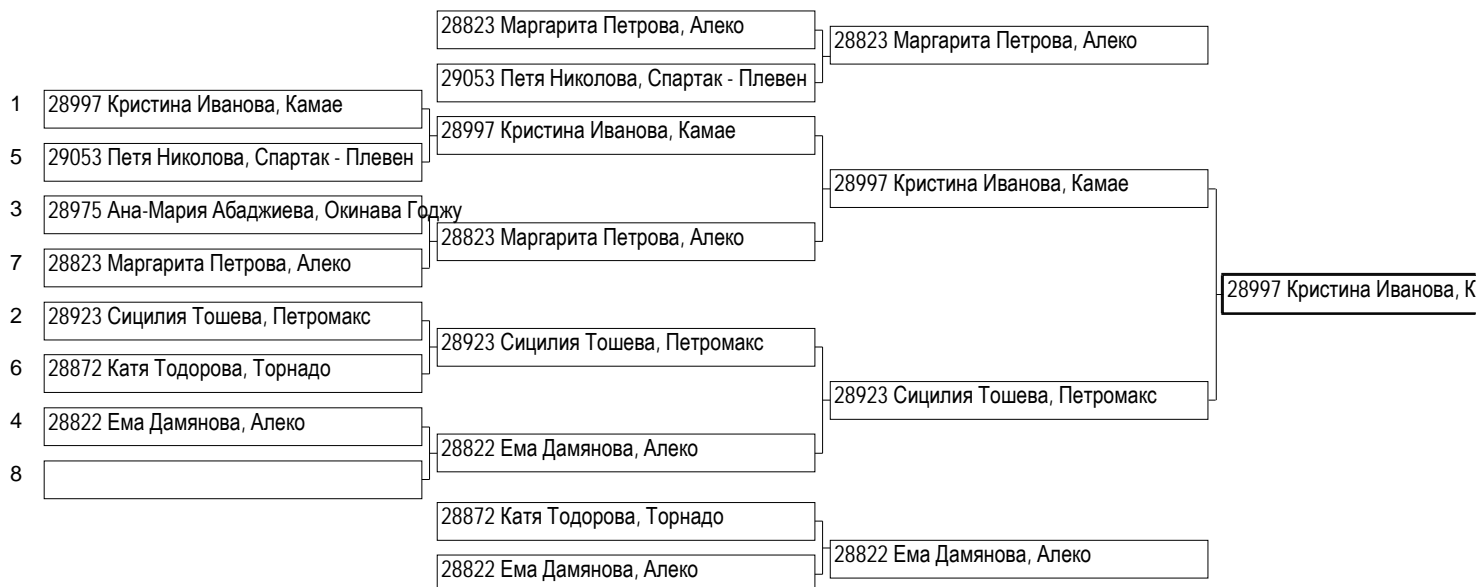 28823 Маргарита Петрова, Алеко
28823 Маргарита Петрова, Алеко
29053 Петя Николова, Спартак - Плевен
1 28997 Кристина Иванова, Камае
28997 Кристина Иванова, Камае
5 29053 Петя Николова, Спартак - Плевен
28997 Кристина Иванова, Камае
3 28975 Ана-Мария Абаджиева, Окинава Годжу
28823 Маргарита Петрова, Алеко
7 28823 Маргарита Петрова, Алеко
28997 Кристина Иванова, К
2 28923 Сицилия Тошева, Петромакс
28923 Сицилия Тошева, Петромакс
6 28872 Катя Тодорова, Торнадо
28923 Сицилия Тошева, Петромакс
4 28822 Ема Дамянова, Алеко
28822 Ема Дамянова, Алеко
8
28872 Катя Тодорова, Торнадо
28822 Ема Дамянова, Алеко
28822 Ема Дамянова, Алеко